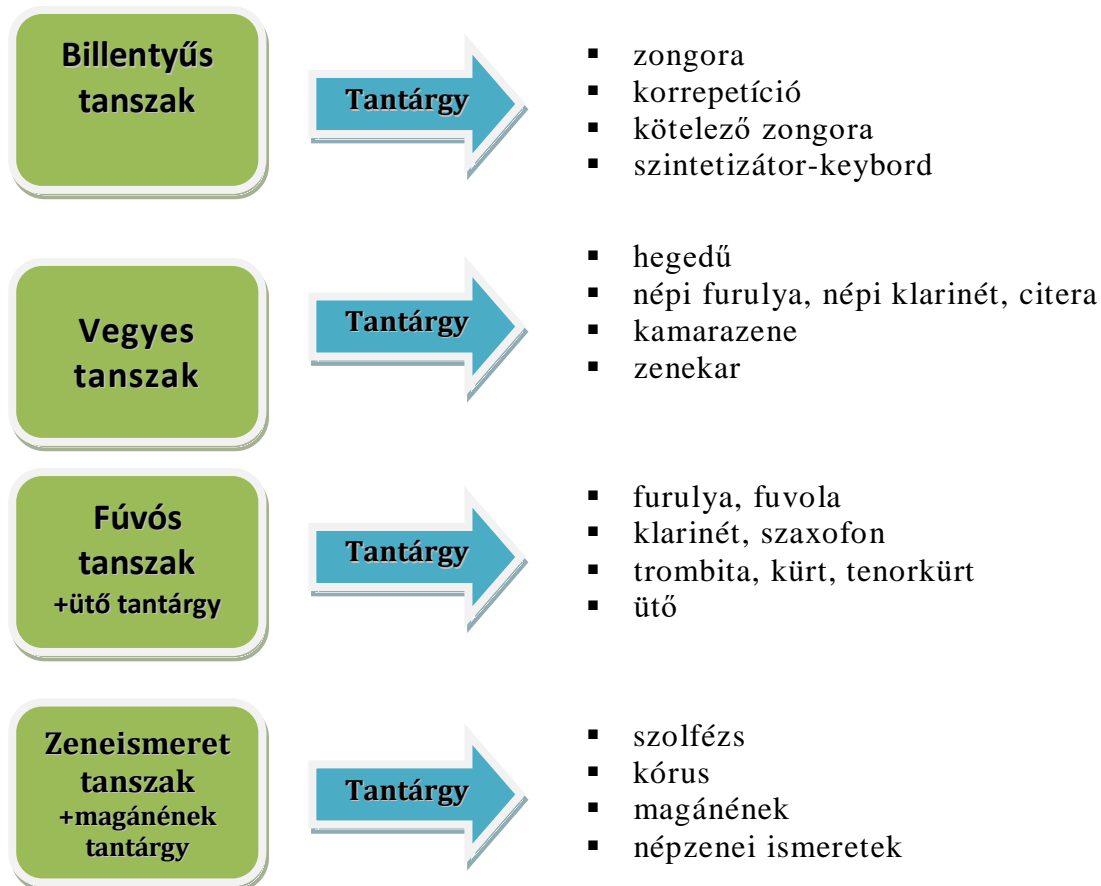 Billentyűs
tanszak
Tantárgy
▪ zongora
▪ korrepetíció
▪ kötelező zongora
▪ szintetizátor-keybord
Vegyes
tanszak
Tantárgy
▪ hegedű
▪ népi furulya, népi klarinét, citera
▪ kamarazene
▪ zenekar
Fúvós
tanszak
+ütő tantárgy
Tantárgy
▪ furulya, fuvola
▪ klarinét, szaxofon
▪ trombita, kürt, tenorkürt
▪ ütő
Zeneismeret
tanszak
+magánének
tantárgy
Tantárgy
▪ szolfézs
▪ kórus
▪ magánének
▪ népzenei ismeretek